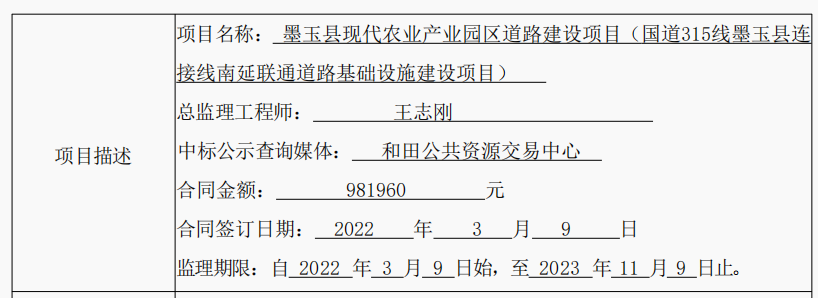 项目描述
项目名称：墨玉县现代农业产业园区道路建设项目（国道315线墨玉县连
接线南延联通道路基础设施建设项目）
总监理工程师：王志刚
中标公示查询媒体：和田公共资源交易中心
合同金额：981960元
合同签订日期：2022年3月9日
监理期限：自2022年3月9日始，至2023年11月9日止。